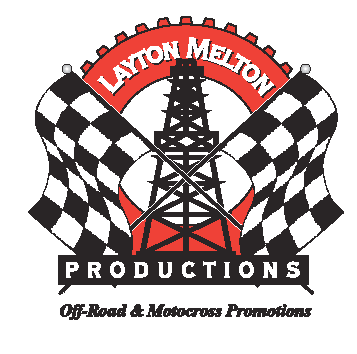 LAYTON MELTON
PRODUCTIONS
Off-Road & Motocross Promotions